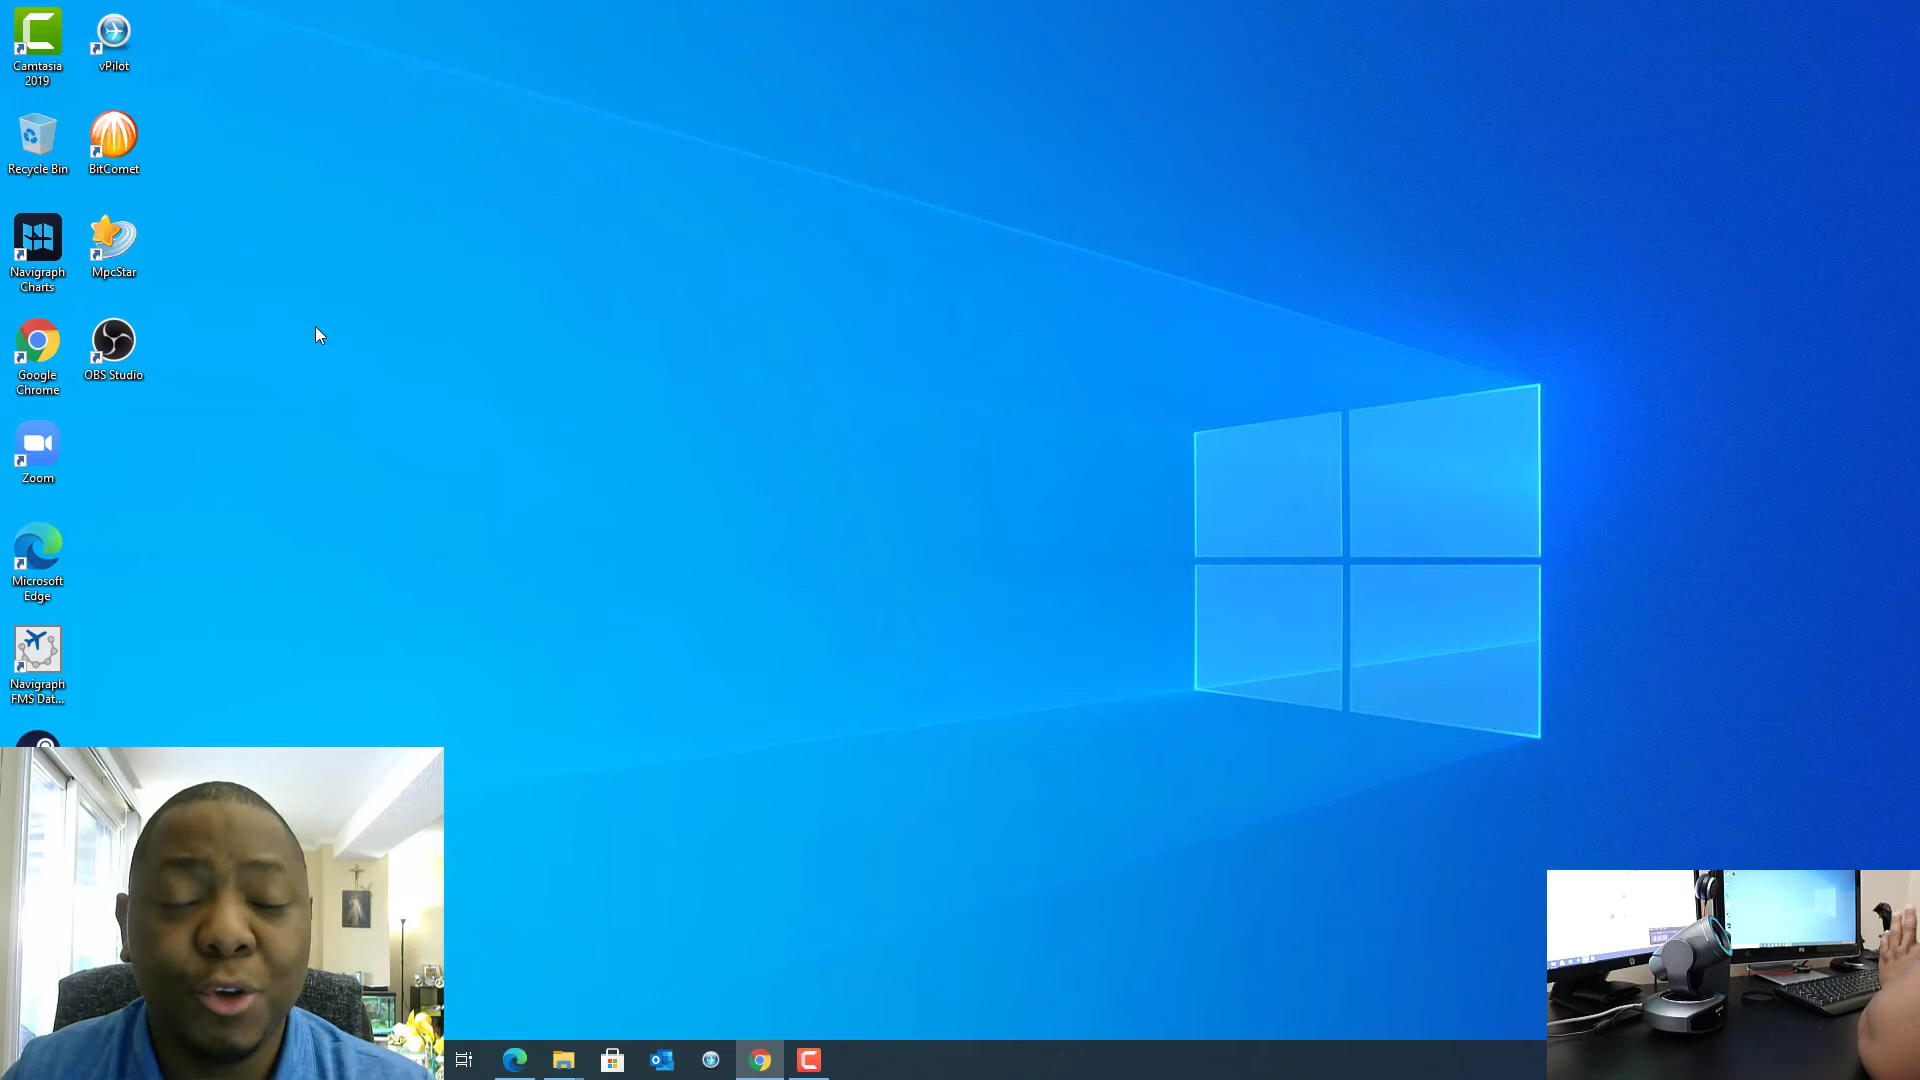 Camtasia
2019
vPilot
Recycle Bin
BitComet
Navigraph
Charts
MpcStar
Google
Chrome
OBS Studio
Zoom
Microsoft
Edge
Navigraph
FMS Dat...